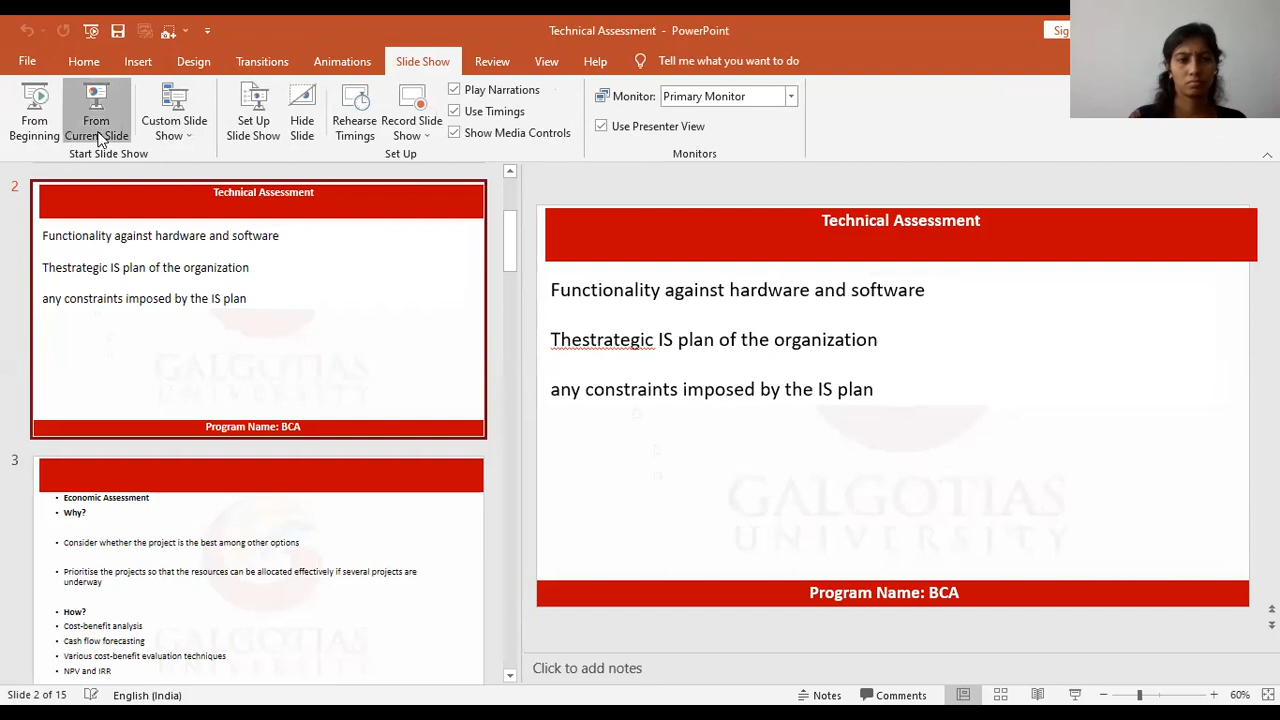 Technical Assessment - PowerPoint
Sig
File Home Insert Design Transitions Animations Slide Show Review View Help Tell me what you want to do
From Beginning
From Current Slide
Custom Slide Show
Set Up Slide Show
Hide Slide
Rehearse Timings
Record Slide Show
Play Narrations
Use Timings
Show Media Controls
Monitor: Primary Monitor
Use Presenter View
Start Slide Show
Set Up
Monitors
2
Technical Assessment
Functionality against hardware and software
Thestrategic IS plan of the organization
any constraints imposed by the IS plan
GALGOTIAS
UNIVERSITY
Program Name: BCA
3
• Economic Assessment
• Why?
• Consider whether the project is the best among other options
• Prioritise the projects so that the resources can be allocated effectively if several projects are
underway
• How?
• Cost-benefit analysis
• Cash flow forecasting
• Various cost-benefit evaluation techniques
• NPV and IRR
GALGOTIAS
Technical Assessment
Functionality against hardware and software
Thestrategic IS plan of the organization
any constraints imposed by the IS plan
GALGOTIAS
UNIVERSITY
Program Name: BCA
Click to add notes
Slide 2 of 15 English (India) Notes Comments 60%